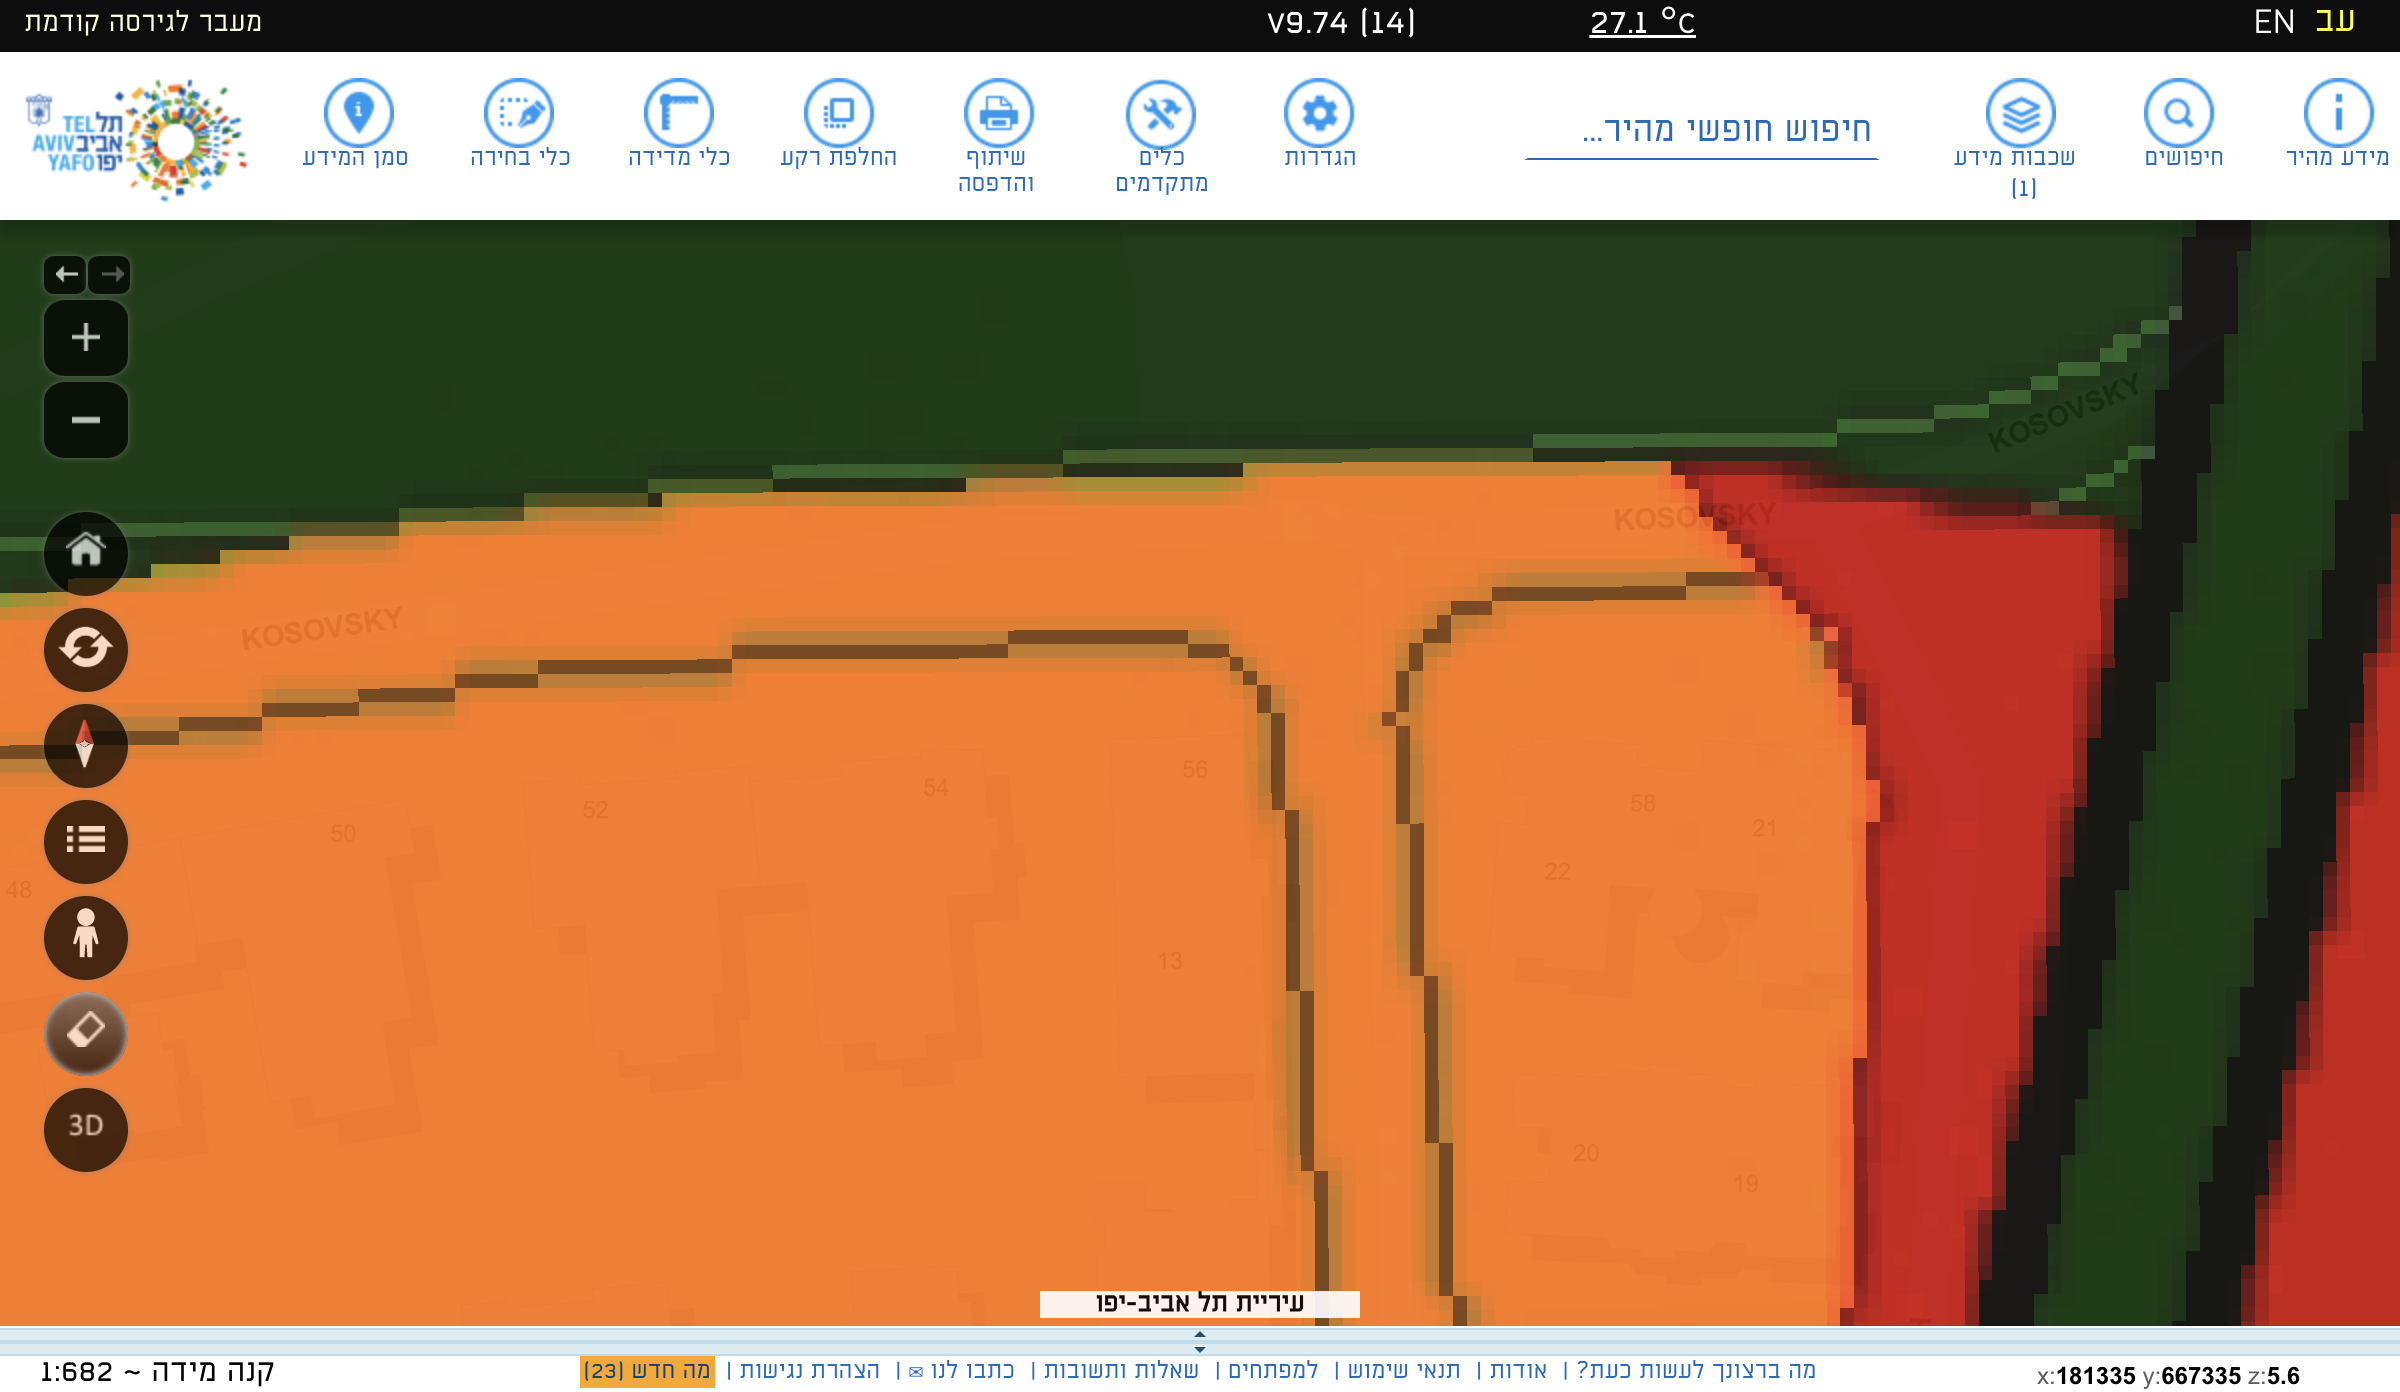 מעבר לגירסה קודמת
V9.74 (14)
27.1 °C
EN עב
תל TEL
אביב AVIV
יפו YAFO
סמן המידע
כלי בחירה
כלי מדידה
החלפת רקע
שיתוף והדפסה
כלים מתקדמים
הגדרות
חיפוש חופשי מהיר...
שכבות מידע (1)
חיפושים
מידע מהיר
KOSOVSKY
KOSOVSKY
KOSOVSKY
56
54
58
52
21
50
22
48
13
20
19
3D
עיריית תל אביב-יפו
קנה מידה ~ 1:682
מה ברצונך לעשות כעת? | אודות | תנאי שימוש | למפתחים | שאלות ותשובות | כתבו לנו ✉ | הצהרת נגישות | מה חדש (23)
x:181335 y:667335 z:5.6